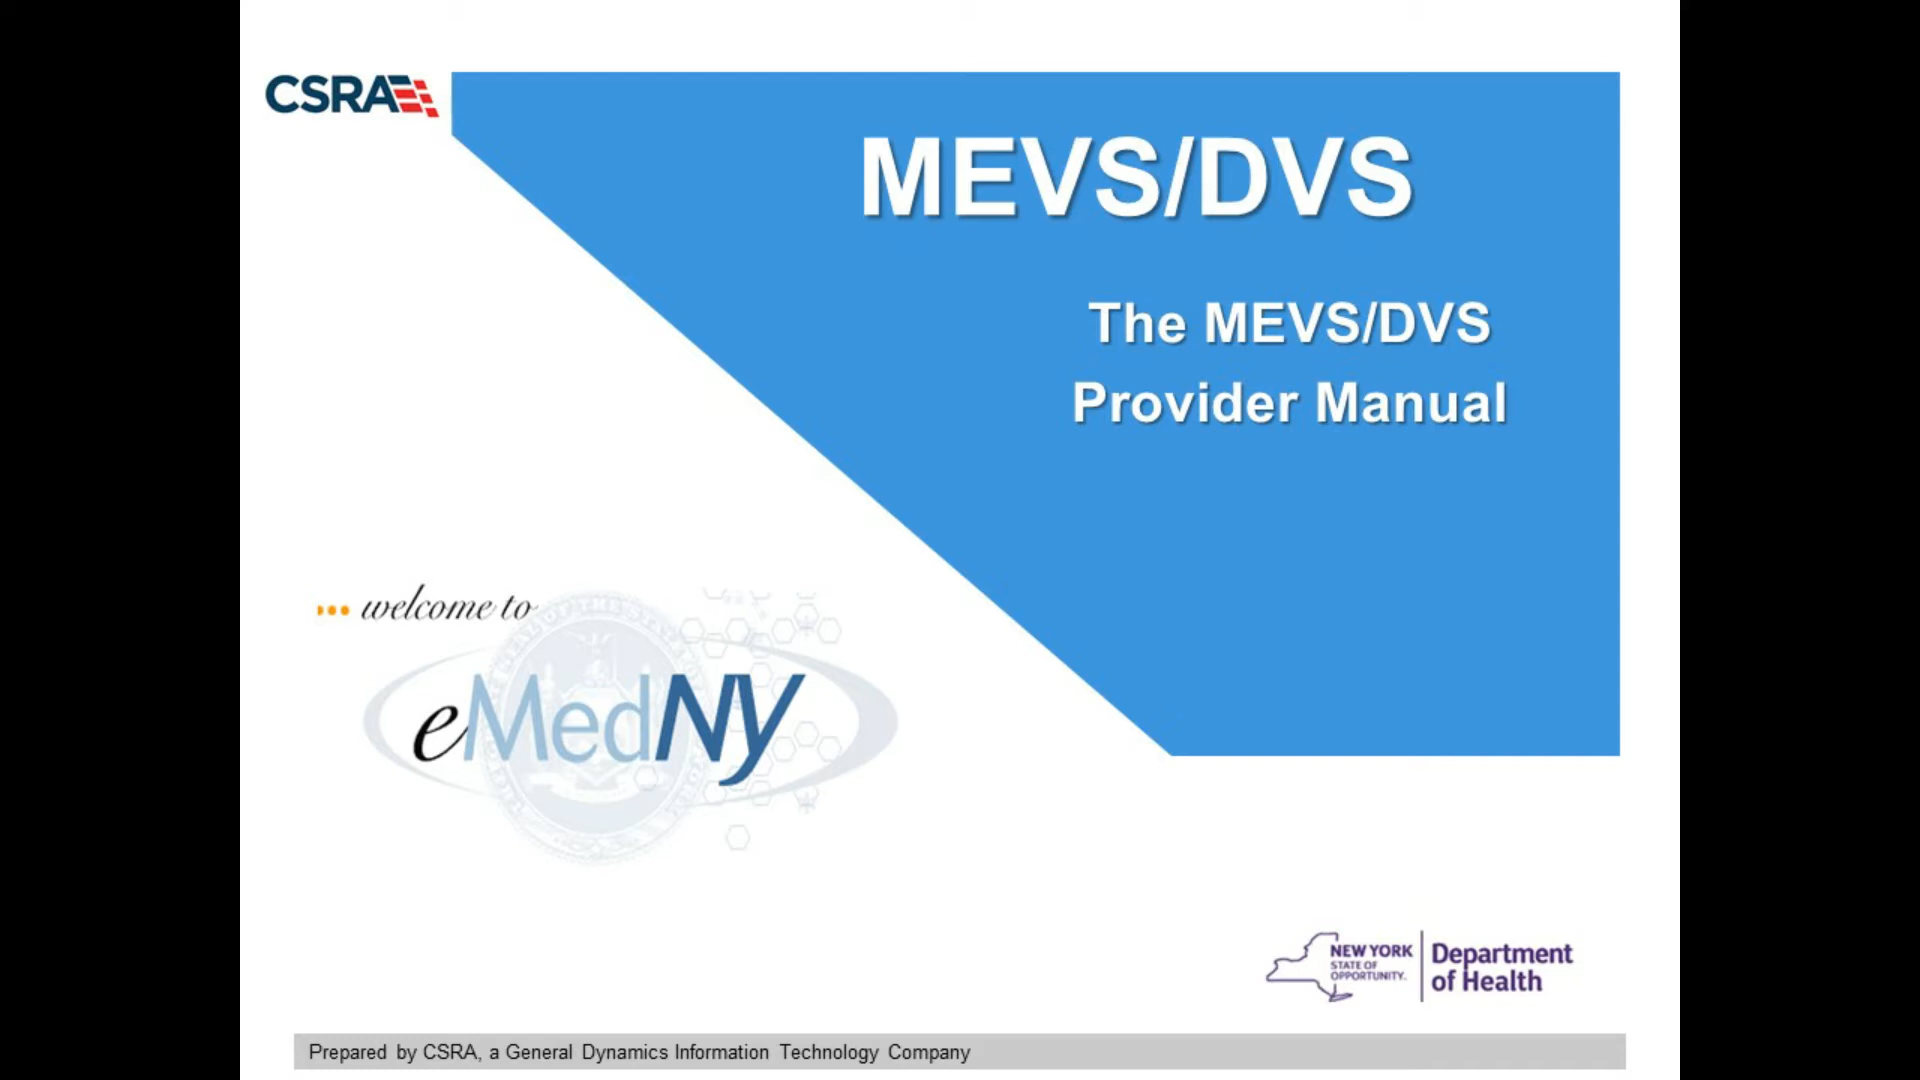 CSRA
MEVS/DVS
The MEVS/DVS
Provider Manual
... welcome to
eMedNY
NEW YORK
STATE OF
OPPORTUNITY.
Department
of Health
Prepared by CSRA, a General Dynamics Information Technology Company